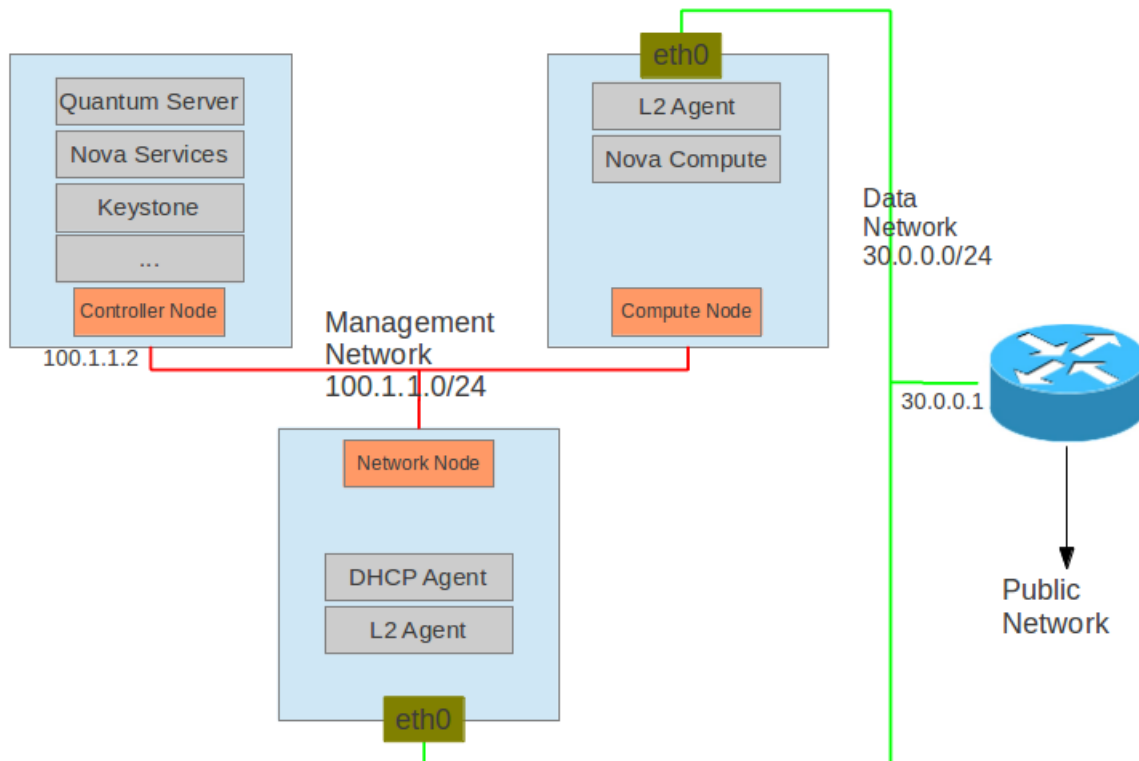 eth0
Quantum Server
Nova Services
Keystone
...
Controller Node
100.1.1.2
L2 Agent
Nova Compute
Compute Node
Management
Network
100.1.1.0/24
Data
Network
30.0.0.0/24
30.0.0.1
Network Node
DHCP Agent
L2 Agent
eth0
Public
Network